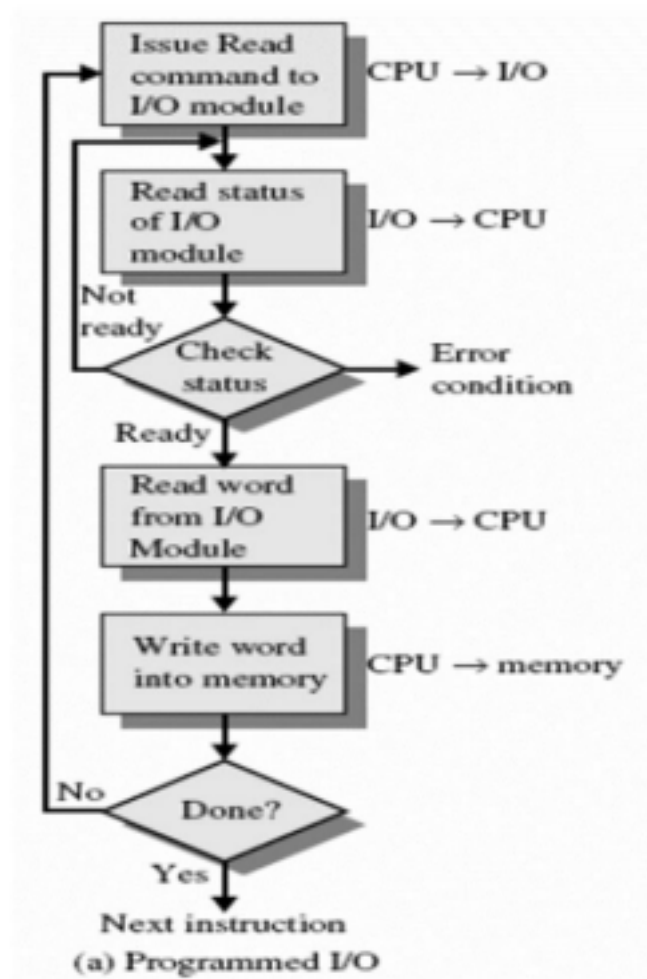 Issue Read
command to
I/O module
CPU → I/O
Read status
of I/O
module
I/O → CPU
Not
ready
Check
status
Error
condition
Ready
Read word
from I/O
Module
I/O → CPU
Write word
into memory
CPU → memory
No
Done?
Yes
Next instruction
(a) Programmed I/O